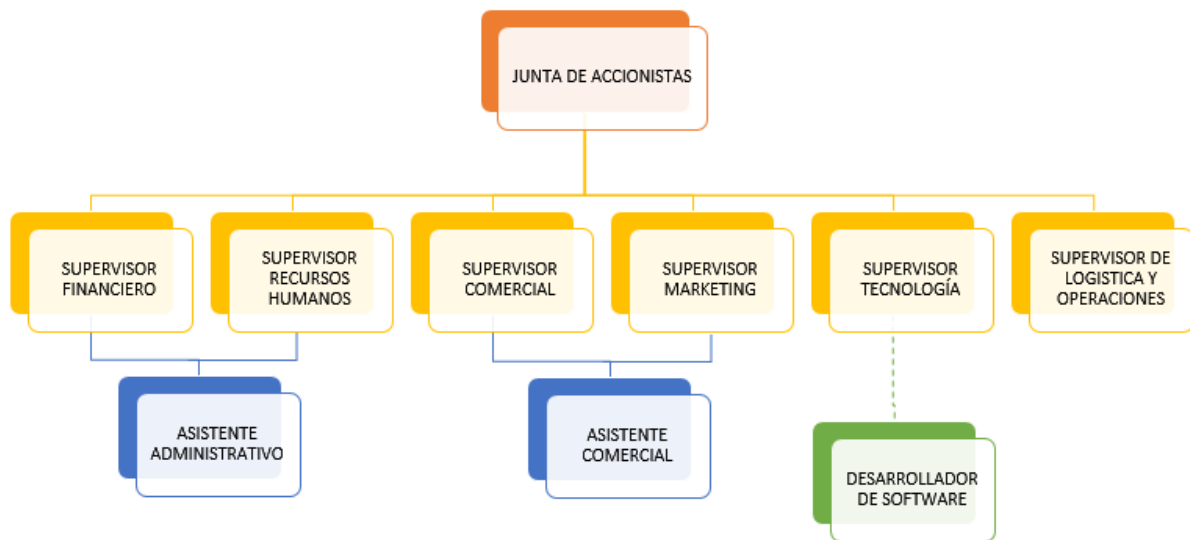 JUNTA DE ACCIONISTAS
SUPERVISOR
FINANCIERO
SUPERVISOR
RECURSOS
HUMANOS
SUPERVISOR
COMERCIAL
SUPERVISOR
MARKETING
SUPERVISOR
TECNOLOGÍA
SUPERVISOR DE
LOGISTICA Y
OPERACIONES
ASISTENTE
ADMINISTRATIVO
ASISTENTE
COMERCIAL
DESARROLLADOR
DE SOFTWARE